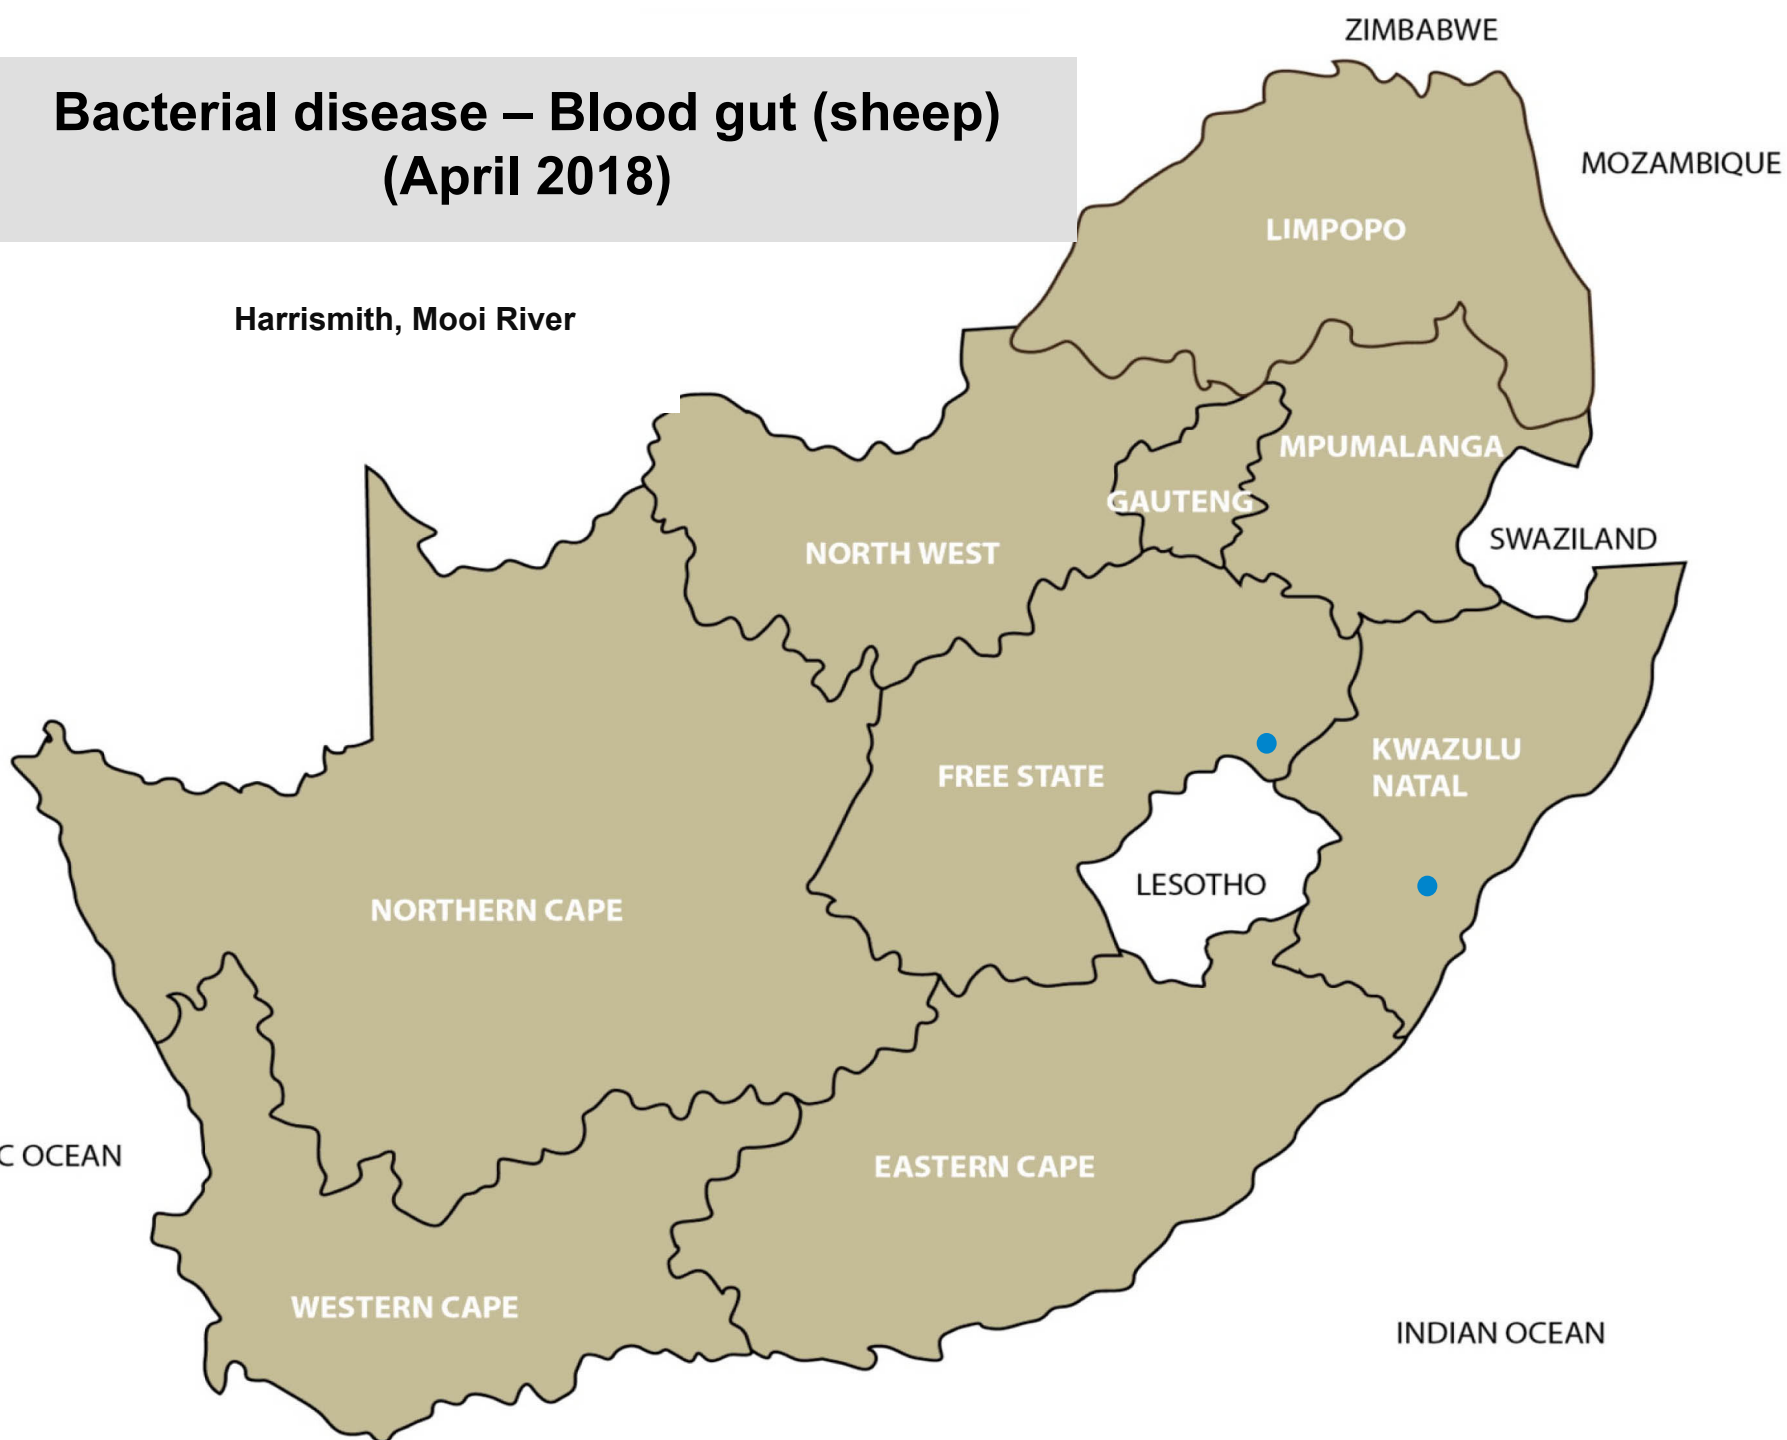 ZIMBABWE
Bacterial disease – Blood gut (sheep)
(April 2018)
MOZAMBIQUE
LIMPOPO
Harrismith, Mooi River
MPUMALANGA
GAUTENG
SWAZILAND
NORTH WEST
KWAZULU
NATAL
FREE STATE
LESOTHO
NORTHERN CAPE
C OCEAN
EASTERN CAPE
WESTERN CAPE
INDIAN OCEAN